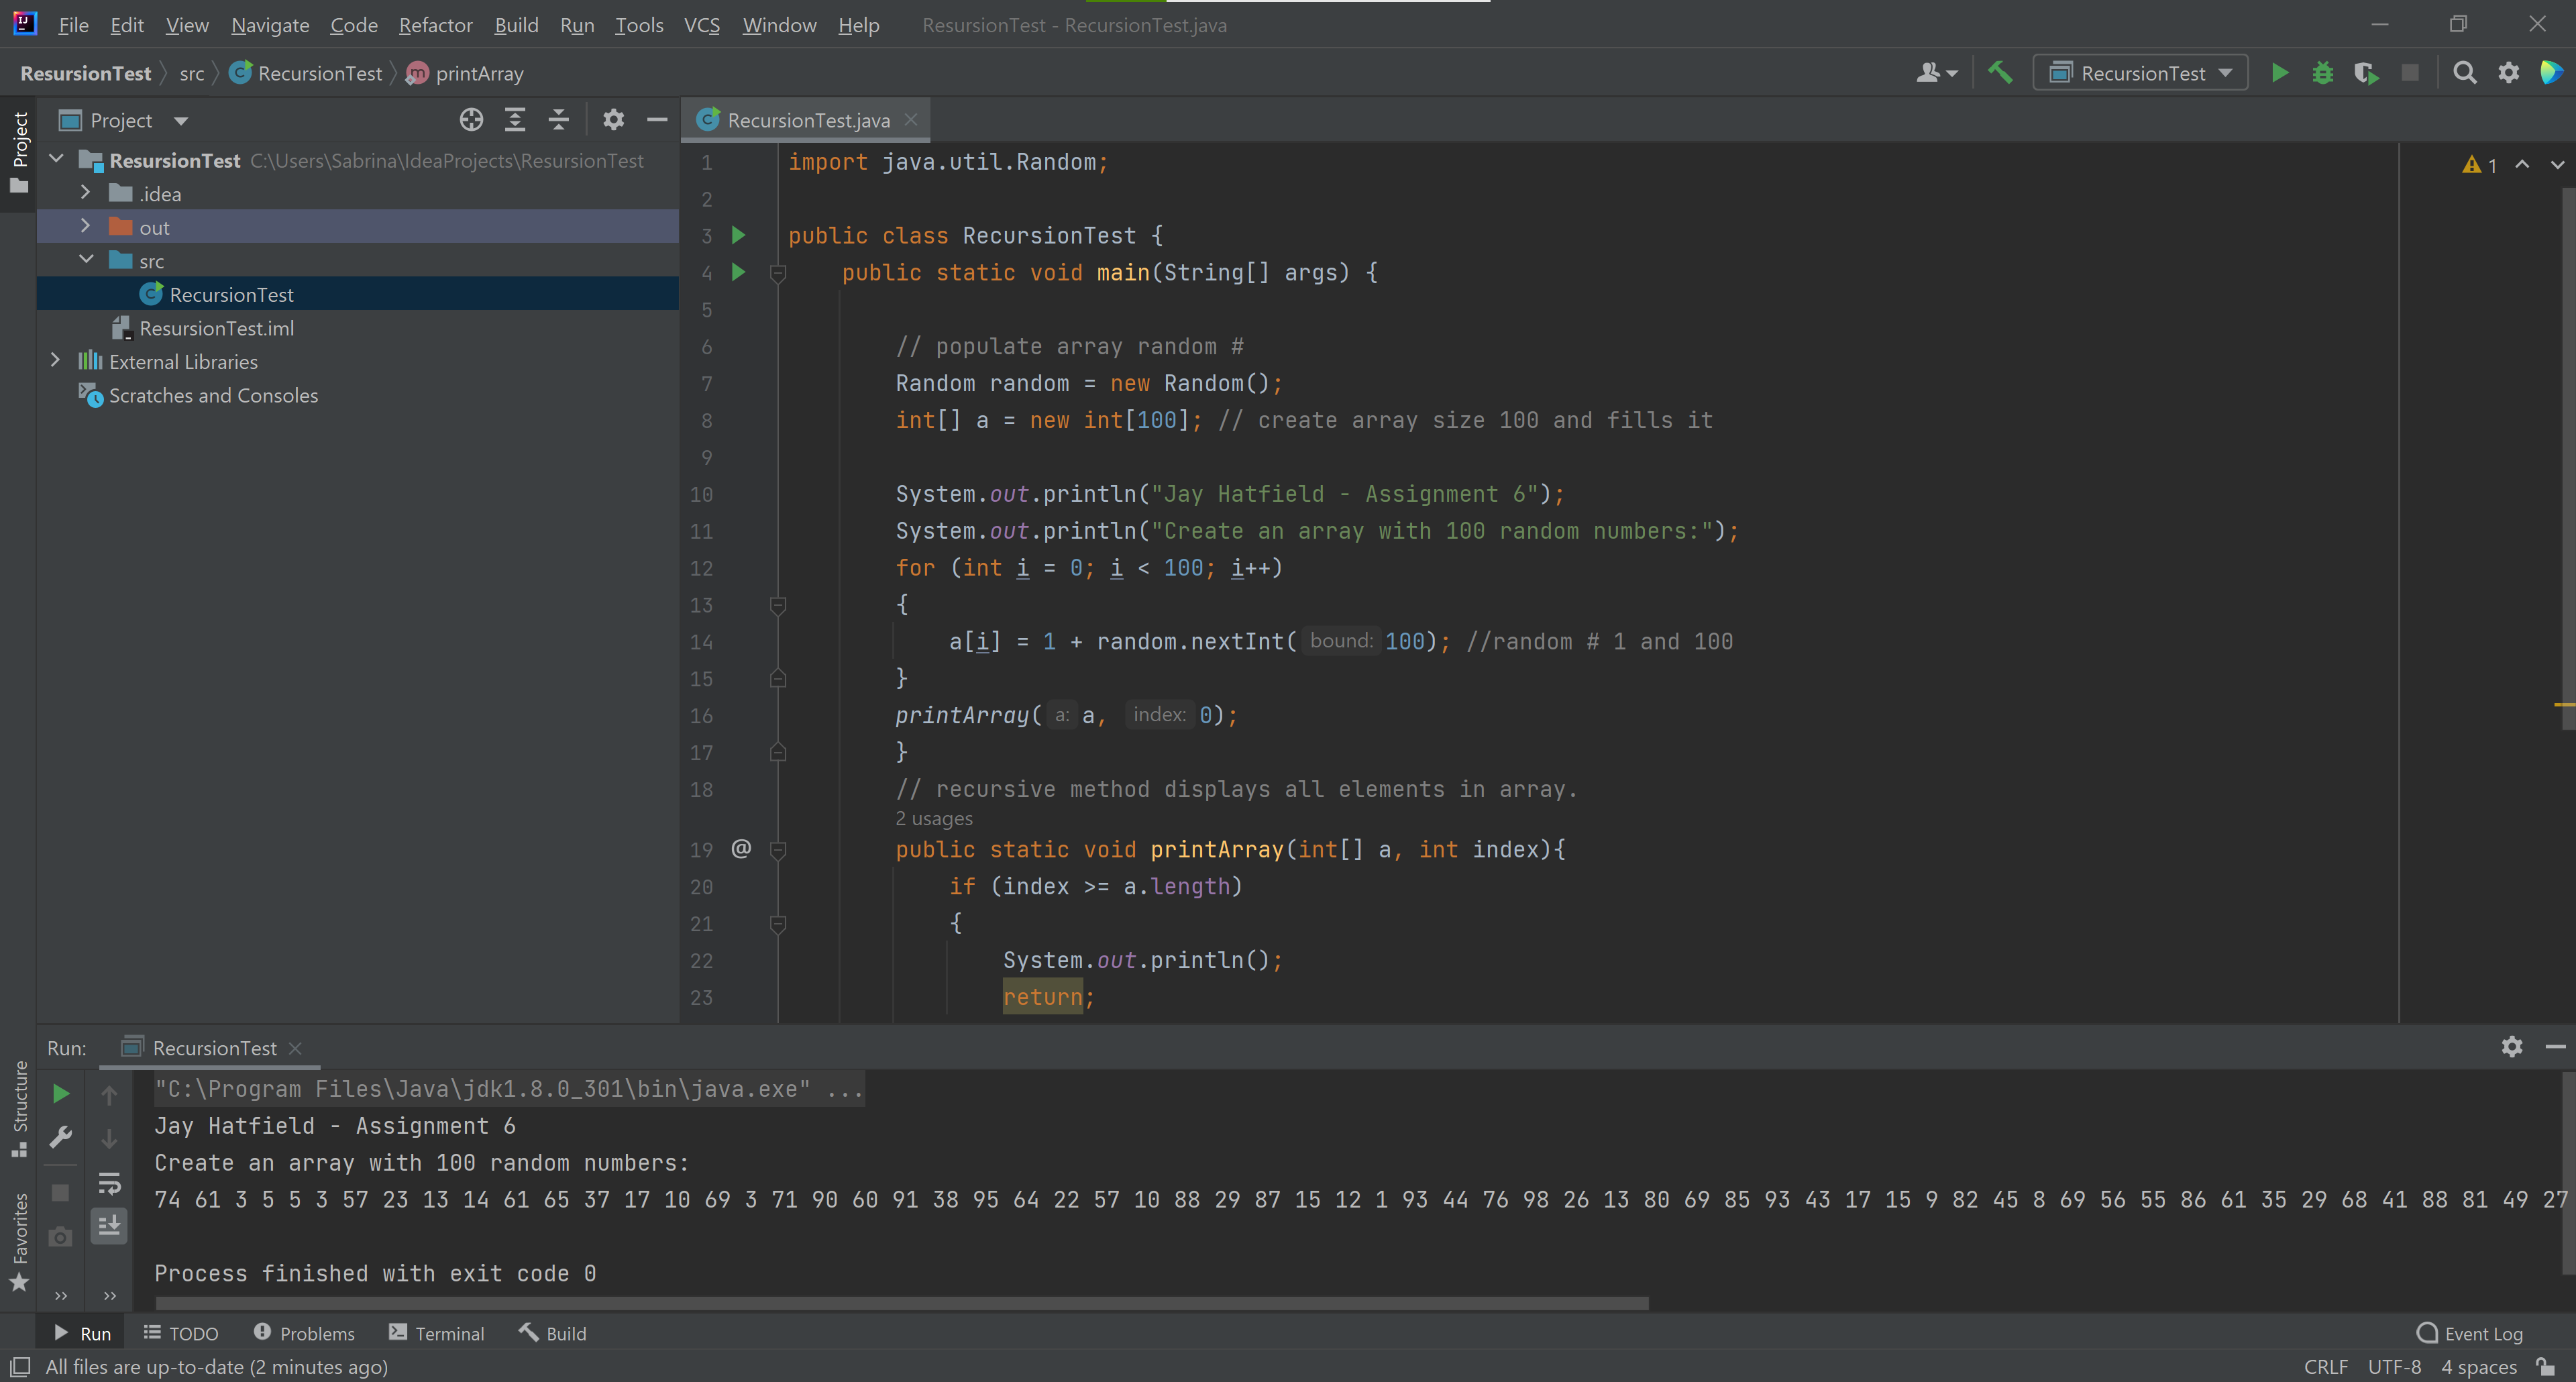 File Edit View Navigate Code Refactor Build Run Tools VCS Window Help ResursionTest - RecursionTest.java
ResursionTest src RecursionTest printArray RecursionTest
Project
Project
RecursionTest.java
ResursionTest C:\Users\Sabrina\IdeaProjects\ResursionTest
.idea
out
src
RecursionTest
ResursionTest.iml
External Libraries
Scratches and Consoles
1 import java.util.Random;
2
3 public class RecursionTest {
4 public static void main(String[] args) {
5
6 // populate array random #
7 Random random = new Random();
8 int[] a = new int[100]; // create array size 100 and fills it
9
10 System.out.println("Jay Hatfield - Assignment 6");
11 System.out.println("Create an array with 100 random numbers:");
12 for (int i = 0; i < 100; i++)
13 {
14 a[i] = 1 + random.nextInt( bound: 100); //random # 1 and 100
15 }
16 printArray( a: a, index: 0);
17 }
18 // recursive method displays all elements in array.
2 usages
19 @ public static void printArray(int[] a, int index){
20 if (index >= a.length)
21 {
22 System.out.println();
23 return;
1
Run: RecursionTest
"C:\Program Files\Java\jdk1.8.0_301\bin\java.exe" ...
Jay Hatfield - Assignment 6
Create an array with 100 random numbers:
74 61 3 5 5 3 57 23 13 14 61 65 37 17 10 69 3 71 90 60 91 38 95 64 22 57 10 88 29 87 15 12 1 93 44 76 98 26 13 80 69 85 93 43 17 15 9 82 45 8 69 56 55 86 61 35 29 68 41 88 81 49 27
Process finished with exit code 0
Structure
Favorites
Run TODO Problems Terminal Build Event Log
All files are up-to-date (2 minutes ago) CRLF UTF-8 4 spaces